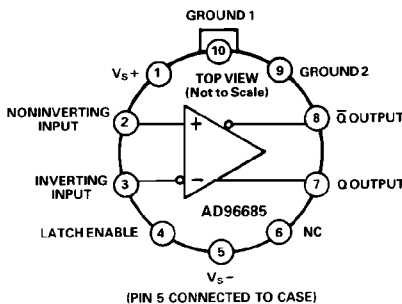 GROUND 1
10
VS+
1
TOP VIEW
(Not to Scale)
9
GROUND 2
NONINVERTING
INPUT
2
+
8
Q̅ OUTPUT
INVERTING
INPUT
3
−
7
Q OUTPUT
AD96685
LATCH ENABLE
4
6
NC
5
VS−
(PIN 5 CONNECTED TO CASE)